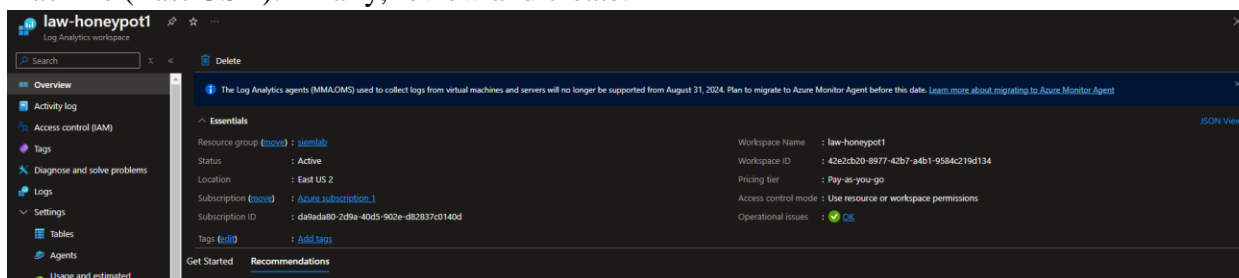 law-honeypot1
Log Analytics workspace
Search
Delete
Overview
The Log Analytics agents (MMA,OMS) used to collect logs from virtual machines and servers will no longer be supported from August 31, 2024. Plan to migrate to Azure Monitor Agent before this date. Learn more about migrating to Azure Monitor Agent
Activity log
Essentials
JSON View
Access control (IAM)
Resource group (move) : siemlab
Workspace Name : law-honeypot1
Tags
Status : Active
Workspace ID : 42e2cb20-8977-42b7-a4b1-9584c219d134
Diagnose and solve problems
Location : East US 2
Pricing tier : Pay-as-you-go
Logs
Subscription (move) : Azure subscription 1
Access control mode : Use resource or workspace permissions
Settings
Subscription ID : da9ada80-2d9a-40d5-902e-d82837c0140d
Operational issues : OK
Tables
Tags (edit) : Add tags
Agents
Get Started Recommendations
Usage and estimated